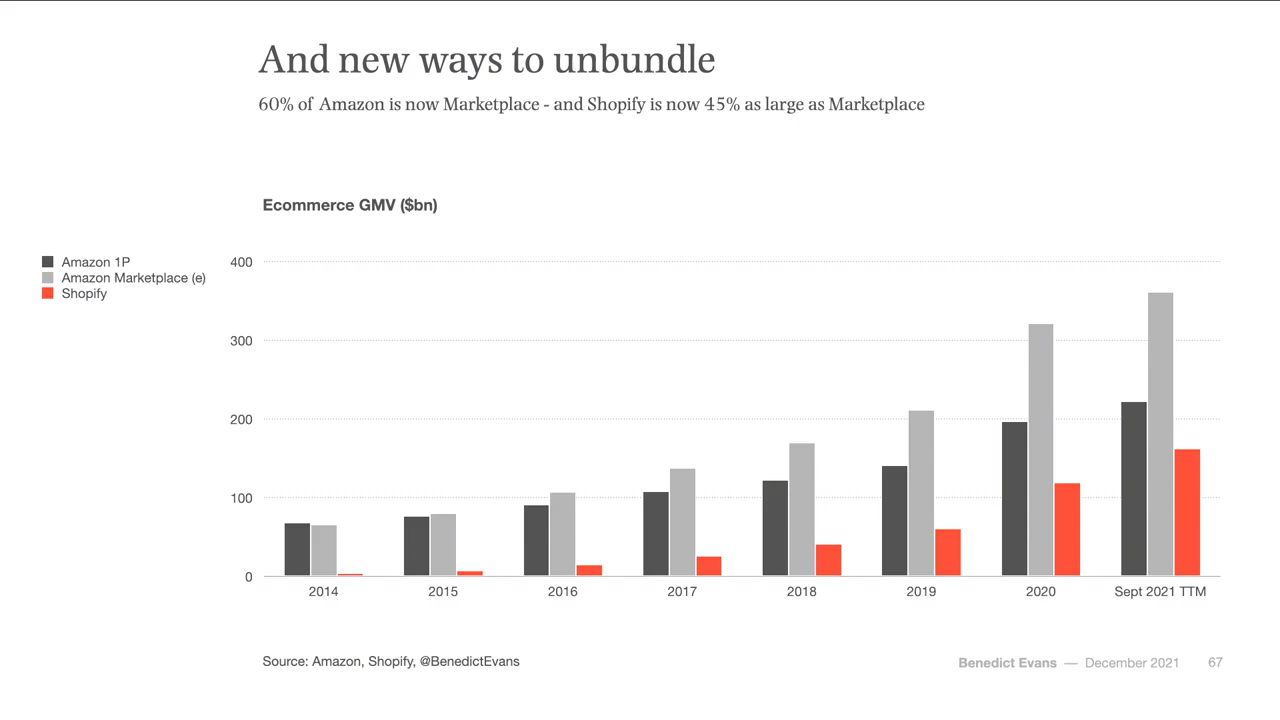 And new ways to unbundle
60% of Amazon is now Marketplace - and Shopify is now 45% as large as Marketplace
Ecommerce GMV ($bn)
Amazon 1P
Amazon Marketplace (e)
Shopify
400
300
200
100
0
2014 2015 2016 2017 2018 2019 2020 Sept 2021 TTM
Source: Amazon, Shopify, @BenedictEvans
Benedict Evans — December 2021 67